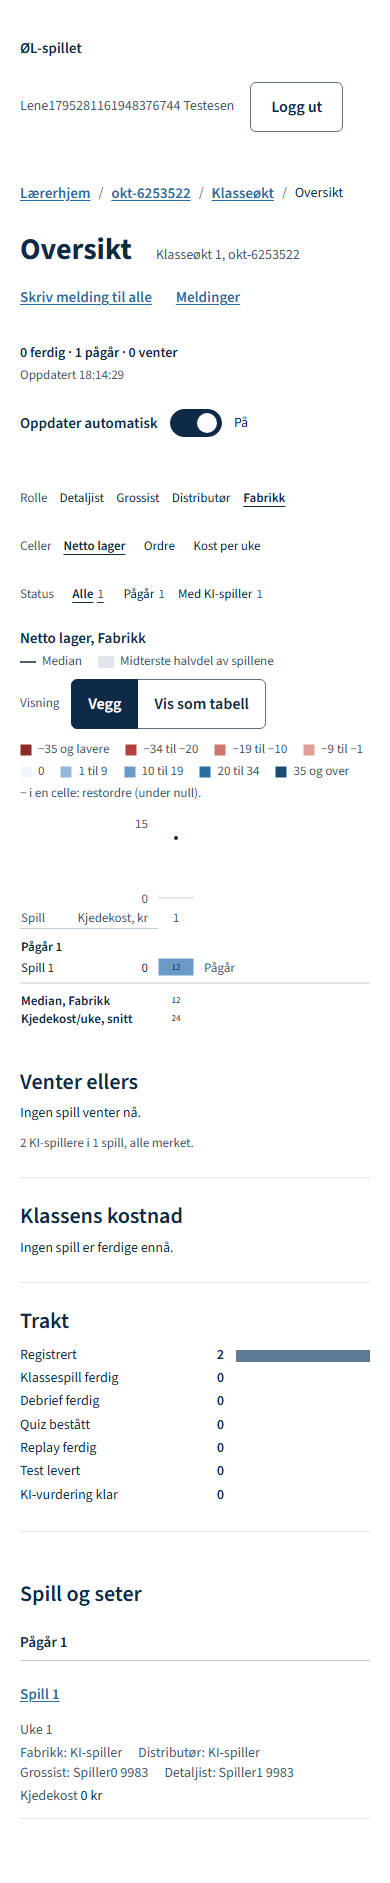 ØL-spillet
Lene1795281161948376744 Testesen Logg ut
Lærerhjem / okt-6253522 / Klasseøkt / Oversikt
Oversikt Klasseøkt 1, okt-6253522
Skriv melding til alle Meldinger
0 ferdig · 1 pågår · 0 venter
Oppdatert 18:14:29
Oppdater automatisk På
Rolle Detaljist Grossist Distributør Fabrikk
Celler Netto lager Ordre Kost per uke
Status Alle 1 Pågår 1 Med KI-spiller 1
Netto lager, Fabrikk
Median Midterste halvdel av spillene
Visning Vegg Vis som tabell
−35 og lavere −34 til −20 −19 til −10 −9 til −1
0 1 til 9 10 til 19 20 til 34 35 og over
− i en celle: restordre (under null).
15
0
Spill Kjedekost, kr 1
Pågår 1
Spill 1 0 12 Pågår
Median, Fabrikk 12
Kjedekost/uke, snitt 24
Venter ellers
Ingen spill venter nå.
2 KI-spillere i 1 spill, alle merket.
Klassens kostnad
Ingen spill er ferdige ennå.
Trakt
Registrert 2
Klassespill ferdig 0
Debrief ferdig 0
Quiz bestått 0
Replay ferdig 0
Test levert 0
KI-vurdering klar 0
Spill og seter
Pågår 1
Spill 1
Uke 1
Fabrikk: KI-spiller Distributør: KI-spiller
Grossist: Spiller0 9983 Detaljist: Spiller1 9983
Kjedekost 0 kr